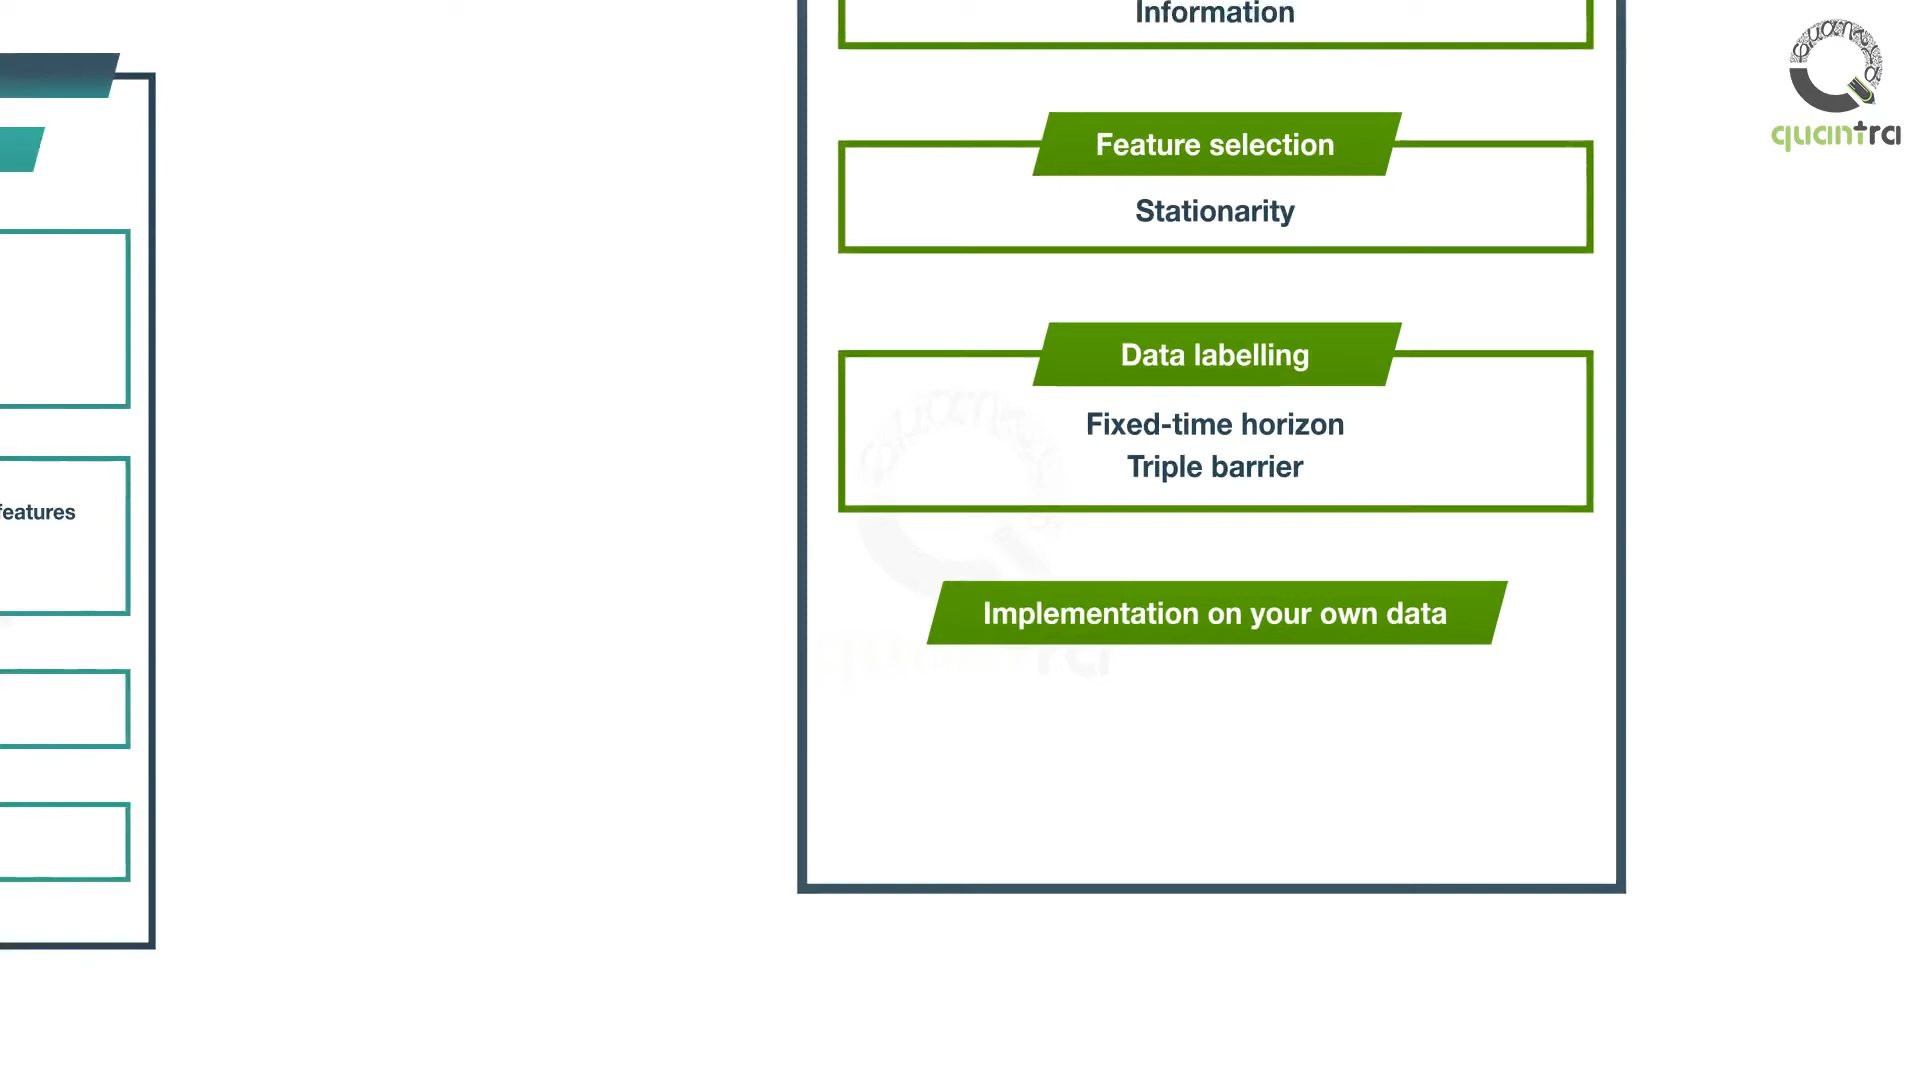 Information
quantra
Feature selection
Stationarity
Data labelling
Fixed-time horizon
Triple barrier
features
Implementation on your own data